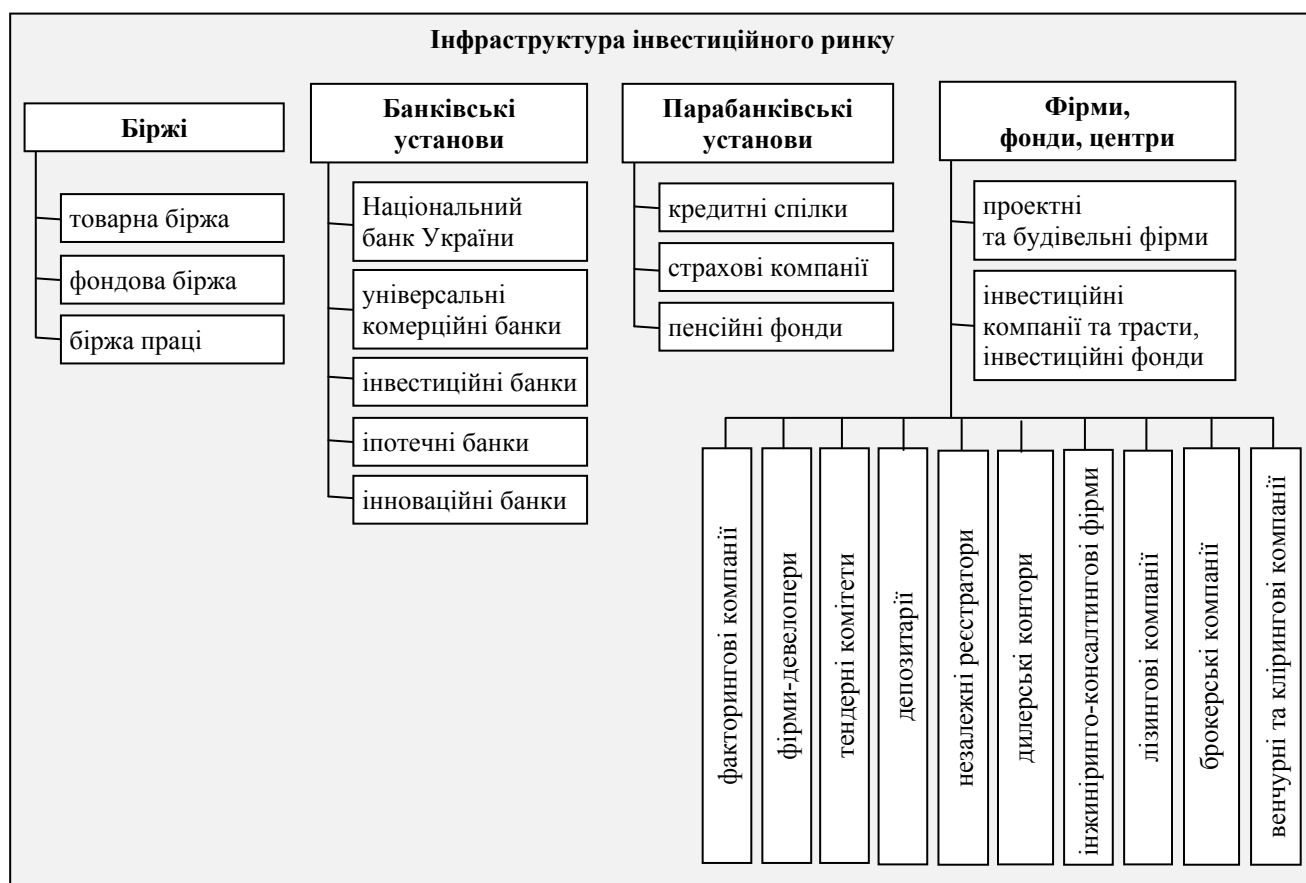 Інфраструктура інвестиційного ринку
Біржі
товарна біржа
фондова біржа
біржа праці
Банківські
установи
Національний
банк України
універсальні
комерційні банки
інвестиційні банки
іпотечні банки
інноваційні банки
Парабанківські
установи
кредитні спілки
страхові компанії
пенсійні фонди
Фірми,
фонди, центри
проектні
та будівельні фірми
інвестиційні
компанії та трасти,
інвестиційні фонди
факторингові компанії
фірми-девелопери
тендерні комітети
депозитарії
незалежні реєстратори
дилерські контори
інжиніринго-консалтингові фірми
лізингові компанії
брокерські компанії
венчурні та клірингові компанії